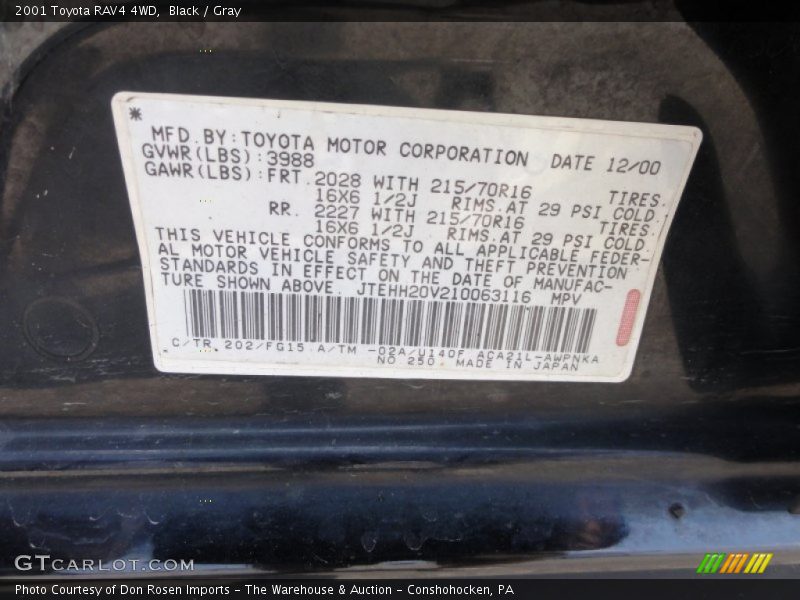 2001 Toyota RAV4 4WD, Black / Gray
*
MFD.BY:TOYOTA MOTOR CORPORATION DATE 12/00
GVWR(LBS):3988
GAWR(LBS):FRT.2028 WITH 215/70R16 TIRES.
16X6 1/2J RIMS.AT 29 PSI COLD.
RR. 2227 WITH 215/70R16 TIRES.
16X6 1/2J RIMS.AT 29 PSI COLD.
THIS VEHICLE CONFORMS TO ALL APPLICABLE FEDER-
AL MOTOR VEHICLE SAFETY AND THEFT PREVENTION
STANDARDS IN EFFECT ON THE DATE OF MANUFAC-
TURE SHOWN ABOVE. JTEHH20V210063116 MPV
C/TR.202/FG15.A/TM -02A/U140F ACA21L-AWPNKA
NO.250. MADE IN JAPAN
GTCARLOT.COM
Photo Courtesy of Don Rosen Imports - The Warehouse & Auction - Conshohocken, PA